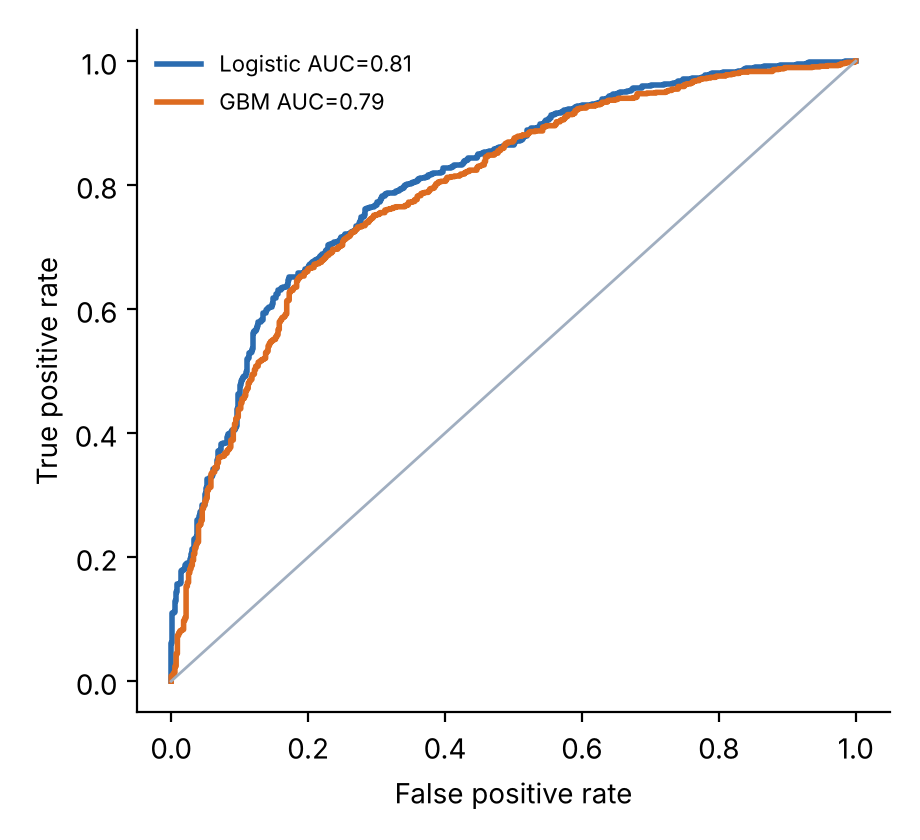 Logistic AUC=0.81
GBM AUC=0.79
1.0
0.8
0.6
0.4
0.2
0.0
True positive rate
0.0 0.2 0.4 0.6 0.8 1.0
False positive rate